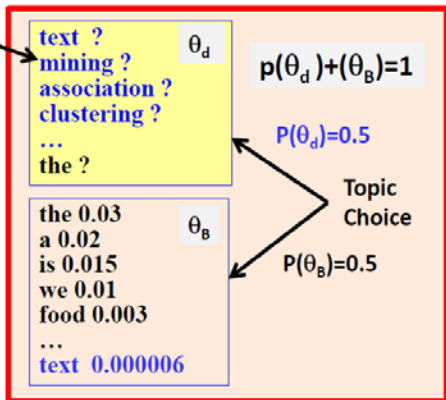 text ?
mining ?
association ?
clustering ?
...
the ?
θd
p(θd)+(θB)=1
P(θd)=0.5
Topic
Choice
P(θB)=0.5
the 0.03
a 0.02
is 0.015
we 0.01
food 0.003
...
text 0.000006
θB